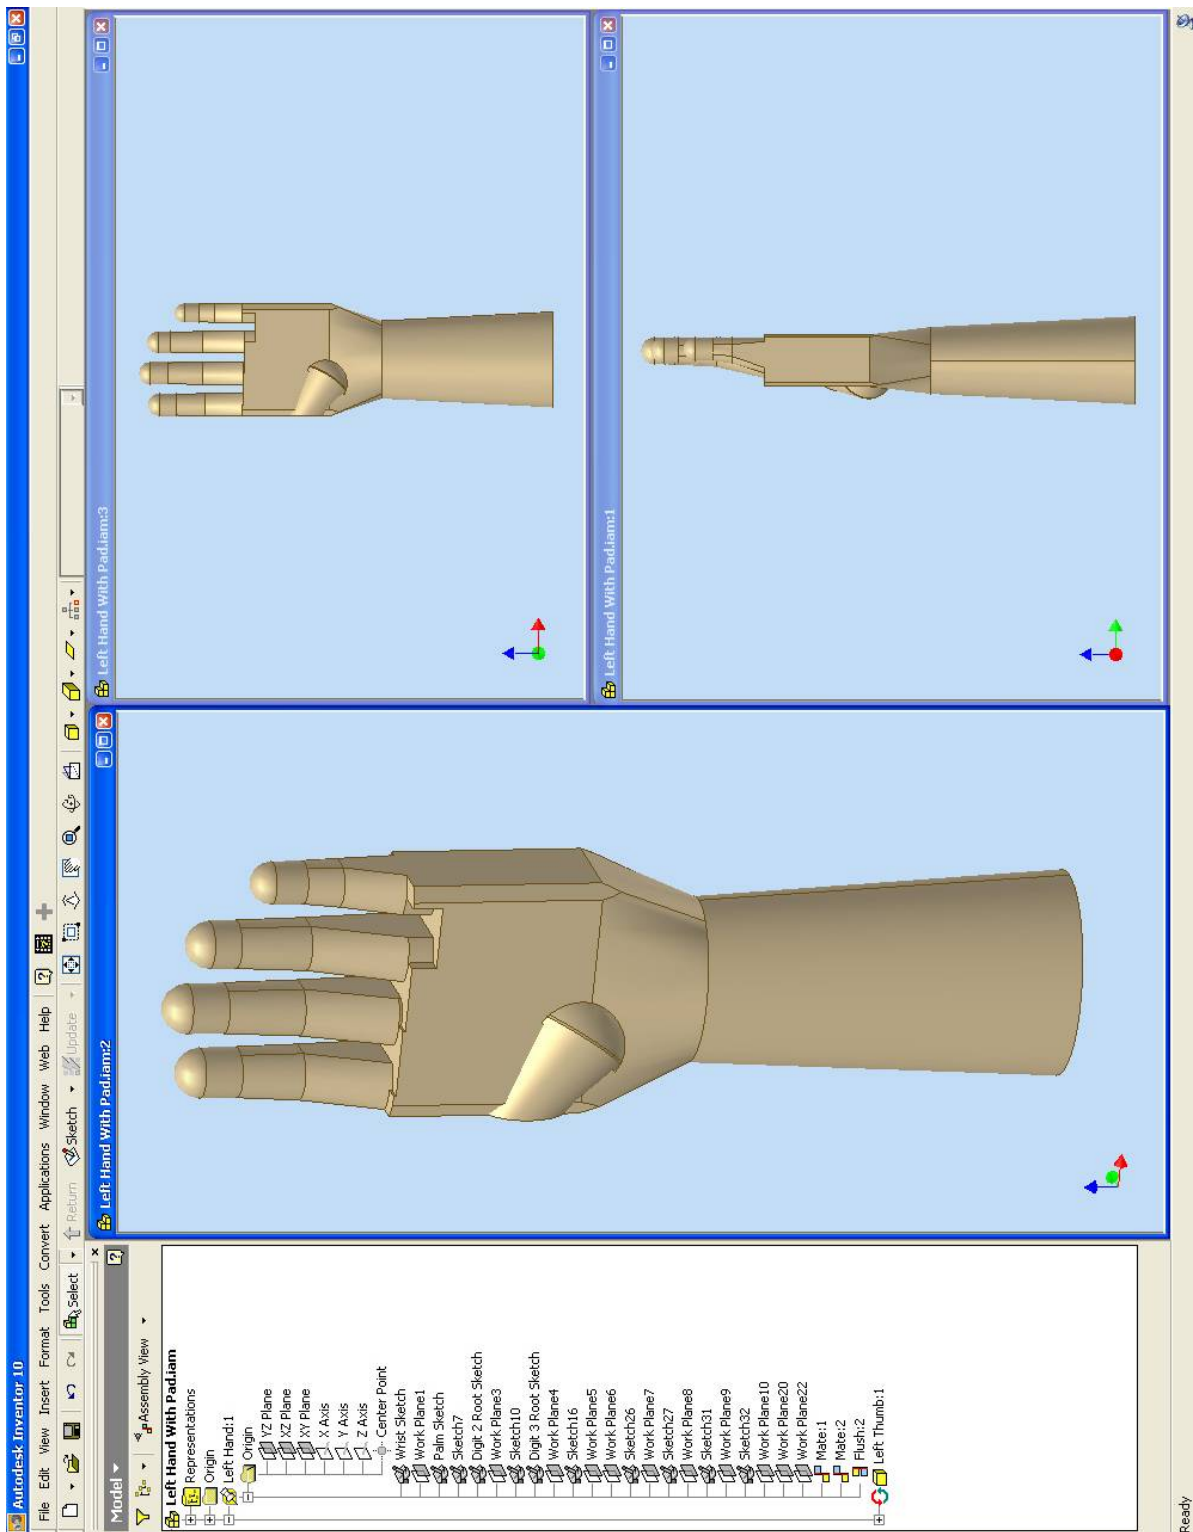 Autodesk Inventor 10
File Edit View Insert Format Tools Convert Applications Window Web Help
Select Return Sketch Update
Model
Assembly View
Left Hand With Pad.iam
Representations
Origin
Left Hand:1
Origin
YZ Plane
XZ Plane
XY Plane
X Axis
Y Axis
Z Axis
Center Point
Wrist Sketch
Work Plane1
Palm Sketch
Sketch7
Digit 2 Root Sketch
Work Plane3
Sketch10
Digit 3 Root Sketch
Work Plane4
Sketch16
Work Plane5
Work Plane6
Sketch26
Work Plane7
Sketch27
Work Plane8
Sketch31
Work Plane9
Sketch32
Work Plane10
Work Plane20
Work Plane22
Mate:1
Mate:2
Flush:2
Left Thumb:1
Left Hand With Pad.iam:2
Left Hand With Pad.iam:3
Left Hand With Pad.iam:1
Ready